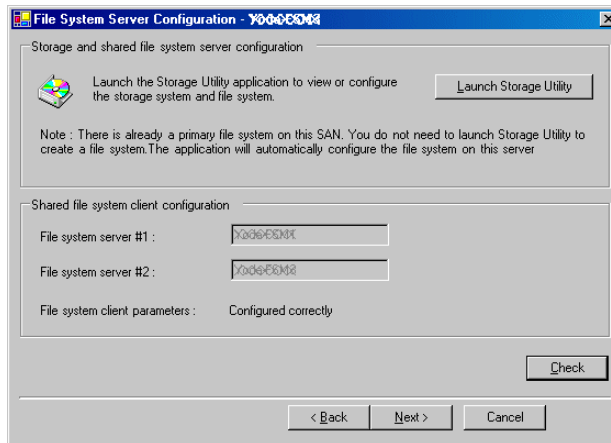 File System Server Configuration -
Storage and shared file system server configuration
Launch the Storage Utility application to view or configure
the storage system and file system.
Launch Storage Utility
Note : There is already a primary file system on this SAN. You do not need to launch Storage Utility to
create a file system.The application will automatically configure the file system on this server
Shared file system client configuration
File system server #1 :
File system server #2 :
File system client parameters : Configured correctly
Check
< Back
Next >
Cancel